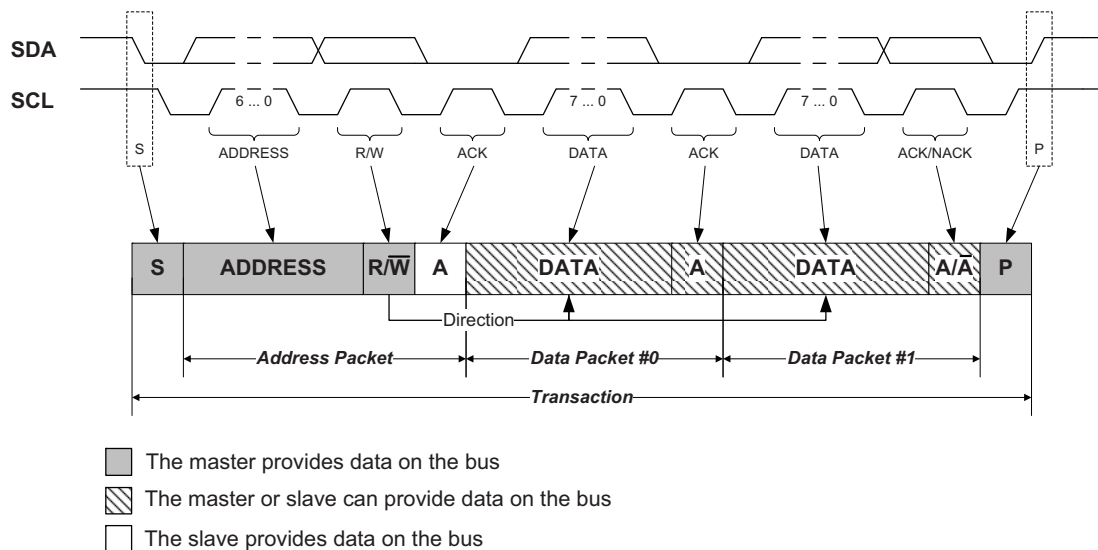 SDA
SCL
6 ... 0
7 ... 0
7 ... 0
S
ADDRESS
R/W
ACK
DATA
ACK
DATA
ACK/NACK
P
S
ADDRESS
R/W̅
A
DATA
A
DATA
A/A̅
P
Direction
Address Packet
Data Packet #0
Data Packet #1
Transaction
The master provides data on the bus
The master or slave can provide data on the bus
The slave provides data on the bus